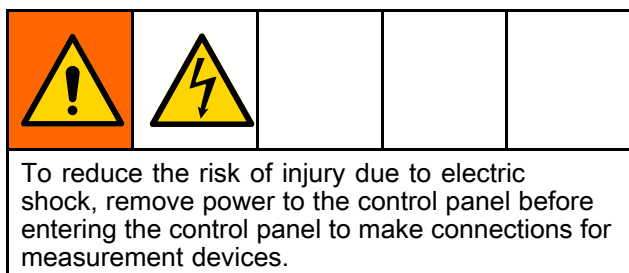 To reduce the risk of injury due to electric
shock, remove power to the control panel before
entering the control panel to make connections for
measurement devices.